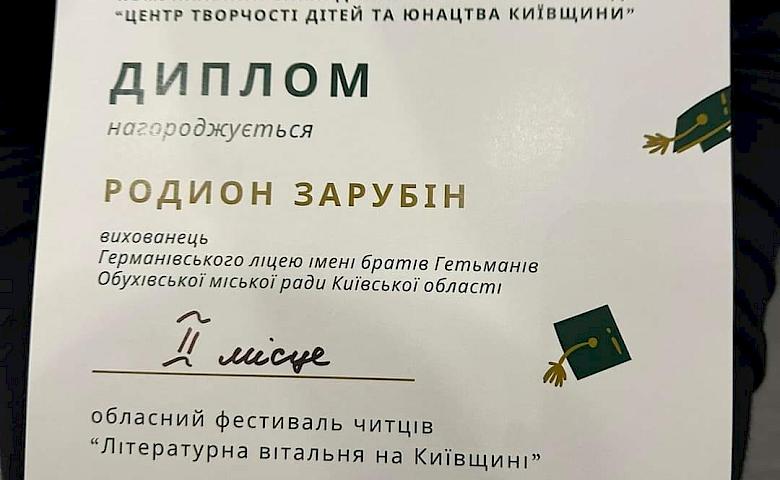 “ЦЕНТР ТВОРЧОСТІ ДІТЕЙ ТА ЮНАЦТВА КИЇВЩИНИ”
ДИПЛОМ
нагороджується
РОДИОН ЗАРУБІН
вихованець
Германівського ліцею імені братів Гетьманів
Обухівської міської ради Київської області
II місце
обласний фестиваль читців
“Літературна вітальня на Київщині”